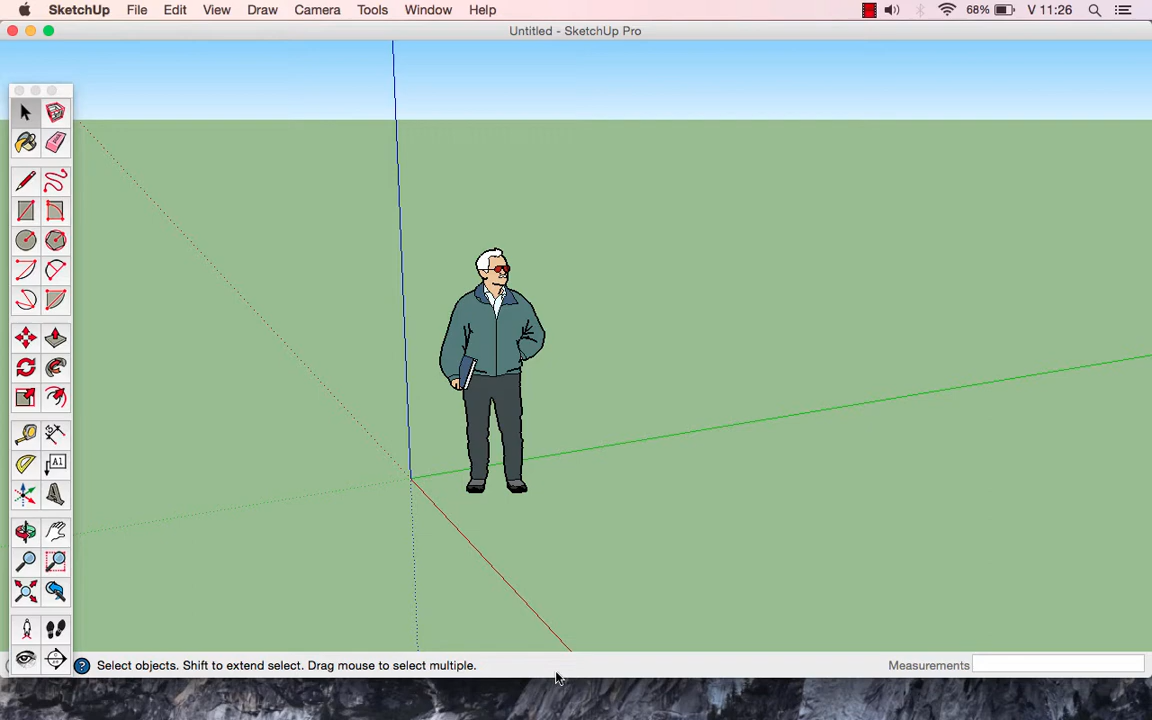 SketchUp File Edit View Draw Camera Tools Window Help 68% V 11:26
Untitled - SketchUp Pro
A1
Select objects. Shift to extend select. Drag mouse to select multiple. Measurements